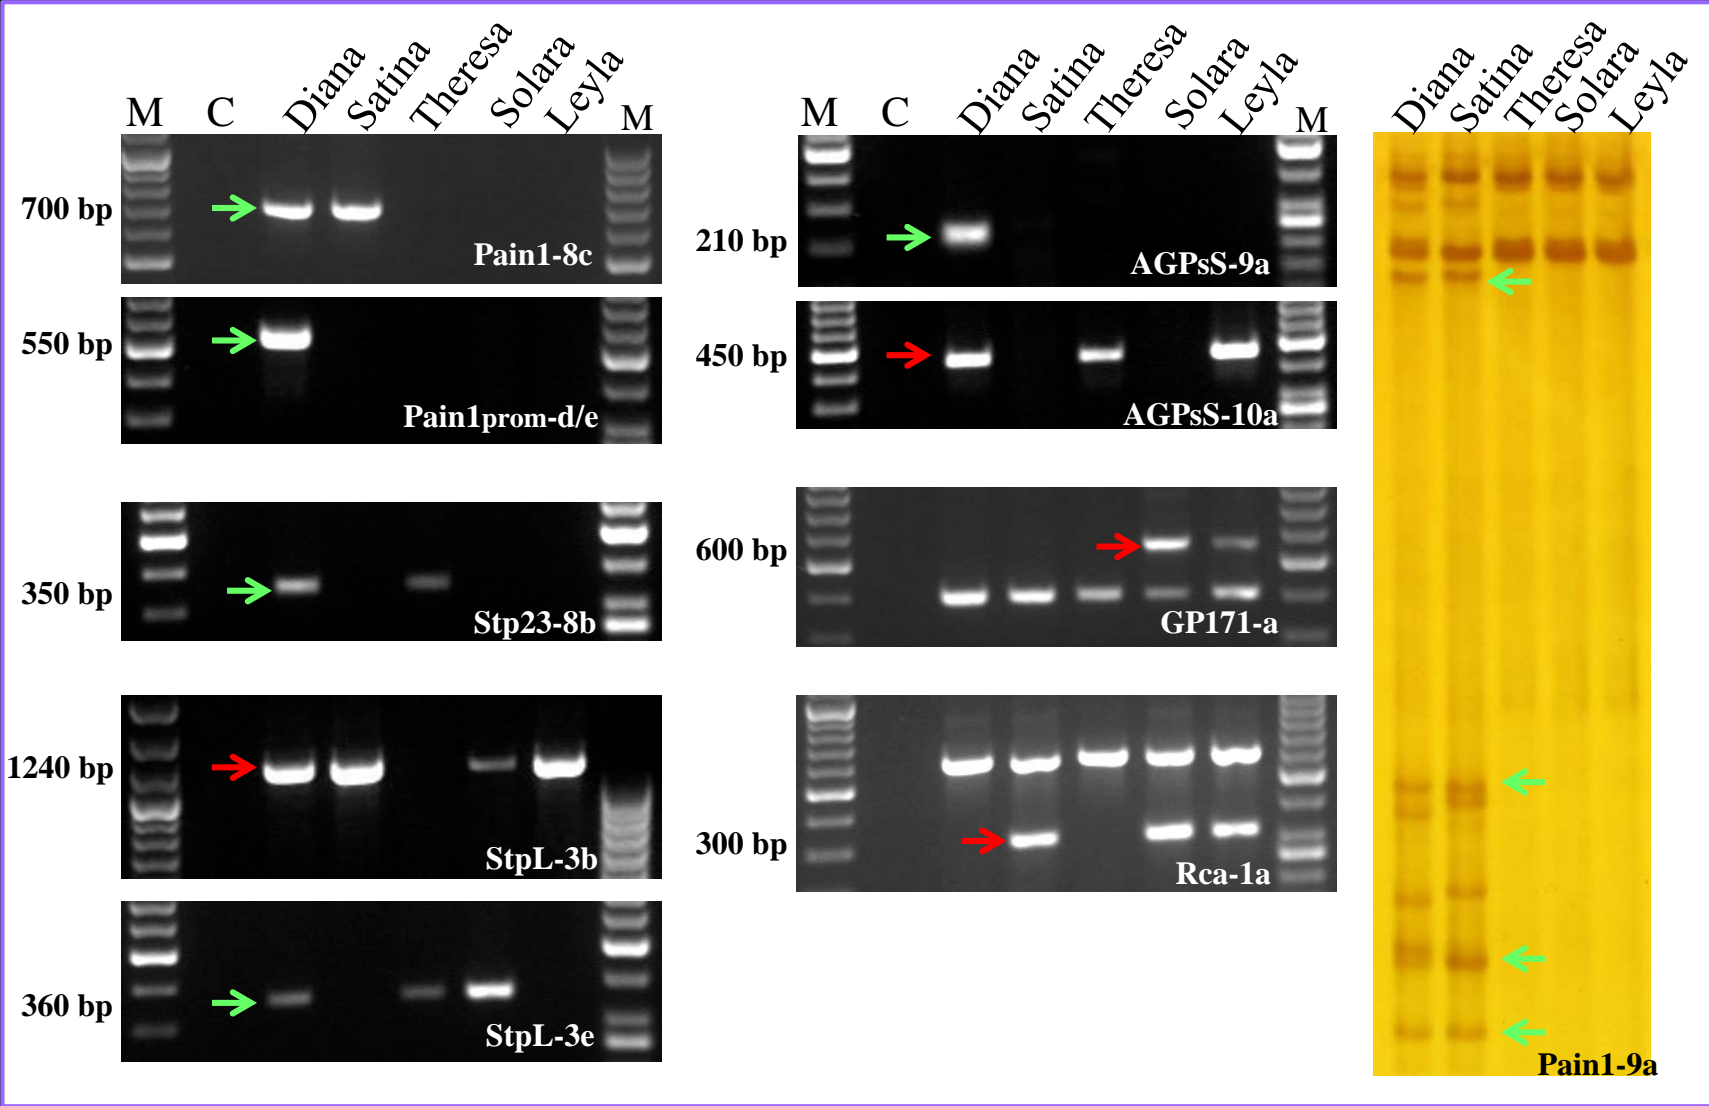 M C Diana Satina Theresa Solara Leyla M
700 bp
Pain1-8c
550 bp
Pain1prom-d/e
350 bp
Stp23-8b
1240 bp
StpL-3b
360 bp
StpL-3e
M C Diana Satina Theresa Solara Leyla M
210 bp
AGPsS-9a
450 bp
AGPsS-10a
600 bp
GP171-a
300 bp
Rca-1a
Diana Satina Theresa Solara Leyla
Pain1-9a